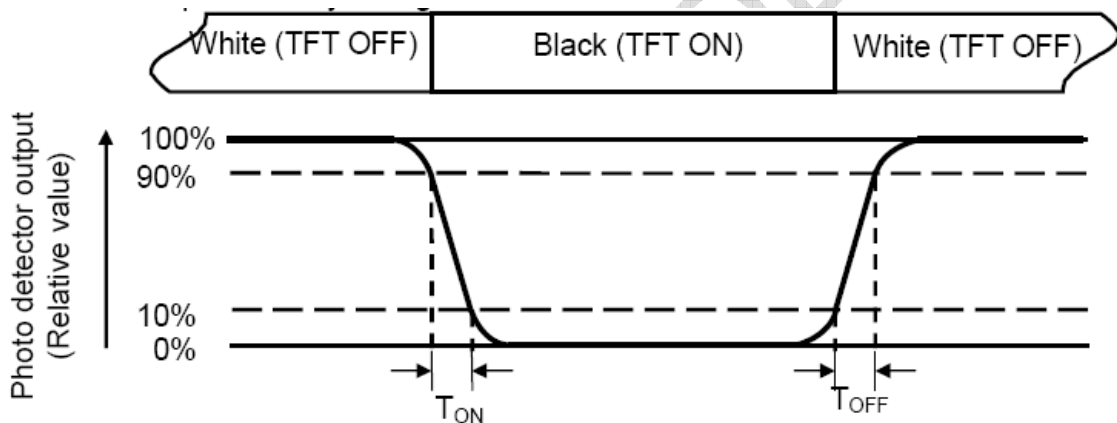 White (TFT OFF) Black (TFT ON) White (TFT OFF)
Photo detector output
(Relative value)
100%
90%
10%
0%
TON
TOFF